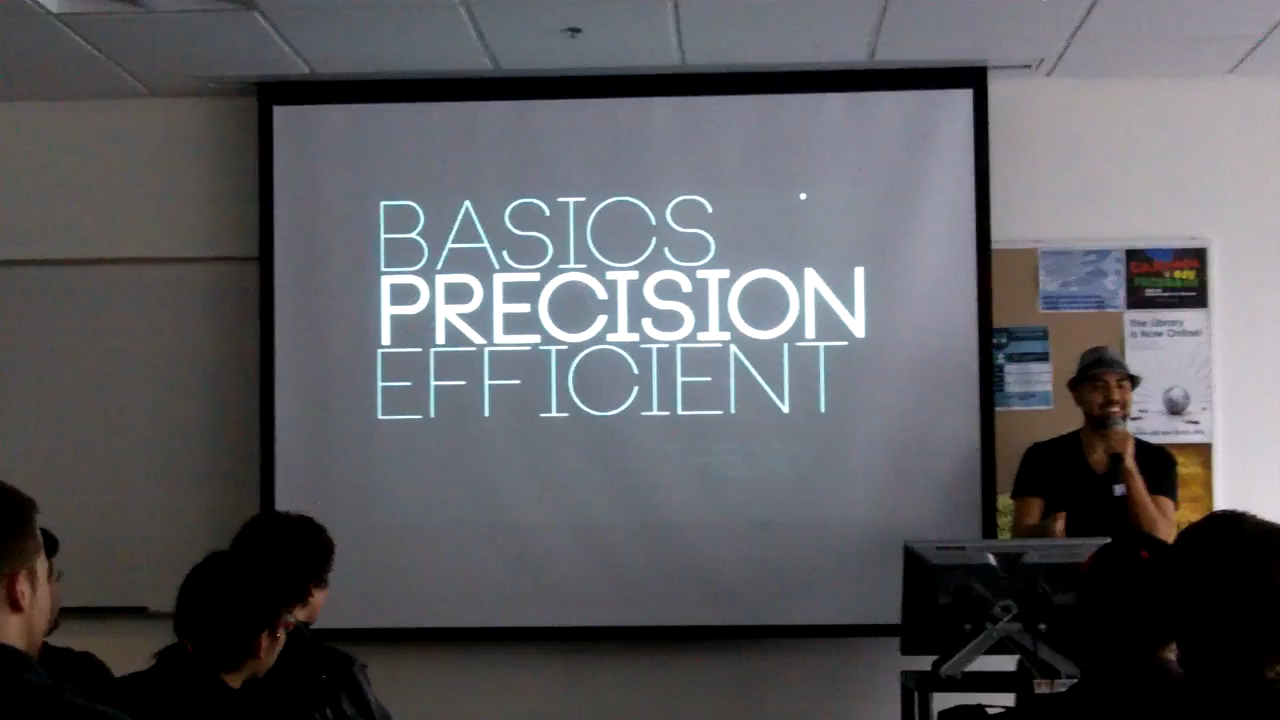 BASICS
PRECISION
EFFICIENT
The Library
is Now Online!